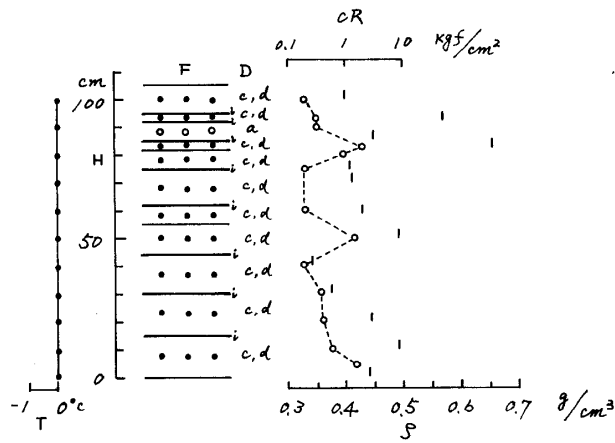 cR
0.1 1 10 kgf/cm²
F D
cm
100
c, d
i
c, d
i
a
i
c, d
H
c, d
i
c, d
i
c, d
50
c, d
i
c, d
i
c, d
i
c, d
0
-1 0°c
T
0.3 0.4 0.5 0.6 0.7 g/cm³
ρ